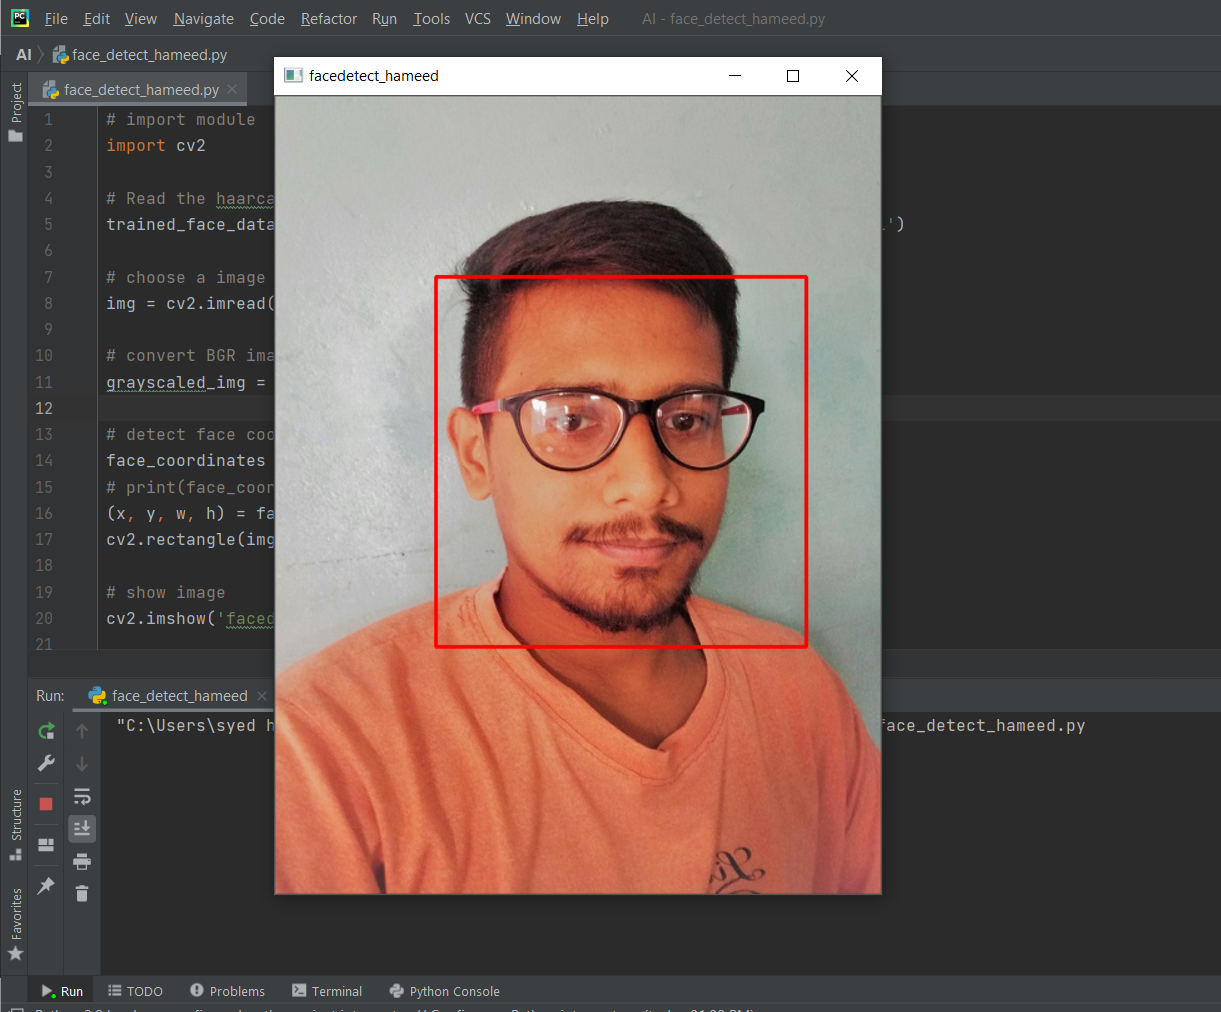 File Edit View Navigate Code Refactor Run Tools VCS Window Help AI - face_detect_hameed.py
AI face_detect_hameed.py
facedetect_hameed
Project
face_detect_hameed.py
1 # import module
2 import cv2
3
4 # Read the haarca
5 trained_face_data ')
6
7 # choose a image
8 img = cv2.imread(
9
10 # convert BGR ima
11 grayscaled_img =
12
13 # detect face coo
14 face_coordinates
15 # print(face_coor
16 (x, y, w, h) = fa
17 cv2.rectangle(img
18
19 # show image
20 cv2.imshow('faced
21
Run: face_detect_hameed
"C:\Users\syed h face_detect_hameed.py
Structure
Favorites
Run TODO Problems Terminal Python Console